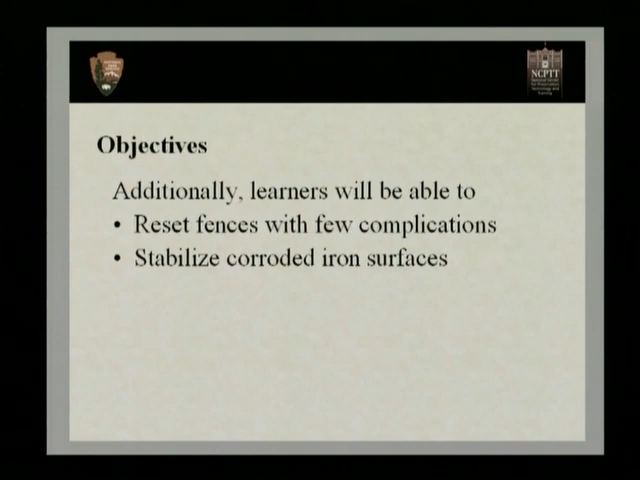 NCPTT
Objectives
Additionally, learners will be able to
• Reset fences with few complications
• Stabilize corroded iron surfaces